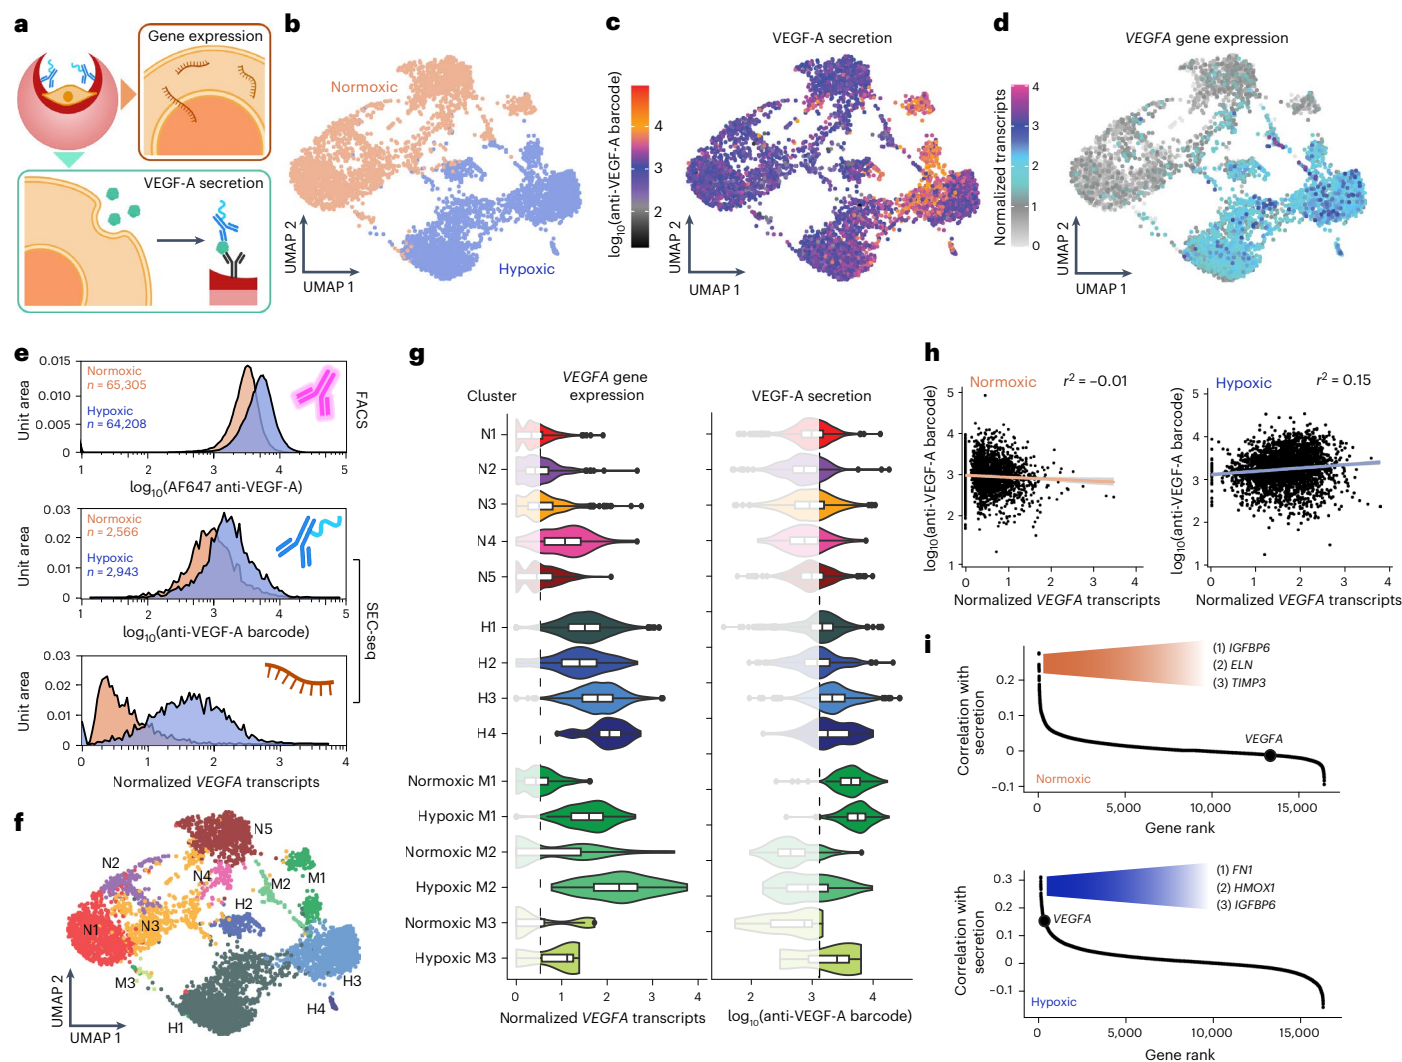 a
Gene expression
VEGF-A secretion
b
Normoxic
Hypoxic
UMAP 2
UMAP 1
c
VEGF-A secretion
log10(anti-VEGF-A barcode)
4
3
2
UMAP 2
UMAP 1
d
VEGFA gene expression
Normalized transcripts
4
3
2
1
0
UMAP 2
UMAP 1
e
Unit area
0.015
0.010
0.005
0
Normoxic
n = 65,305
Hypoxic
n = 64,208
FACS
1 2 3 4 5
log10(AF647 anti-VEGF-A)
Unit area
0.03
0.02
0.01
0
Normoxic
n = 2,566
Hypoxic
n = 2,943
1 2 3 4 5
log10(anti-VEGF-A barcode)
SEC-seq
Unit area
0.03
0.02
0.01
0
0 1 2 3 4
Normalized VEGFA transcripts
f
N5
N2
N4
M2
M1
H2
N1
N3
M3
H3
H4
H1
UMAP 2
UMAP 1
g
Cluster
VEGFA gene
expression
VEGF-A secretion
N1
N2
N3
N4
N5
H1
H2
H3
H4
Normoxic M1
Hypoxic M1
Normoxic M2
Hypoxic M2
Normoxic M3
Hypoxic M3
0 1 2 3 4
Normalized VEGFA transcripts
2 3 4
log10(anti-VEGF-A barcode)
h
Normoxic
r2 = –0.01
log10(anti-VEGF-A barcode)
5
4
3
2
1
0 1 2 3 4
Normalized VEGFA transcripts
Hypoxic
r2 = 0.15
log10(anti-VEGF-A barcode)
5
4
3
2
1
0 1 2 3 4
Normalized VEGFA transcripts
i
Correlation with
secretion
0.2
0.1
0
–0.1
(1) IGFBP6
(2) ELN
(3) TIMP3
VEGFA
Normoxic
0 5,000 10,000 15,000
Gene rank
Correlation with
secretion
0.3
0.2
0.1
0
–0.1
(1) FN1
(2) HMOX1
(3) IGFBP6
VEGFA
Hypoxic
0 5,000 10,000 15,000
Gene rank